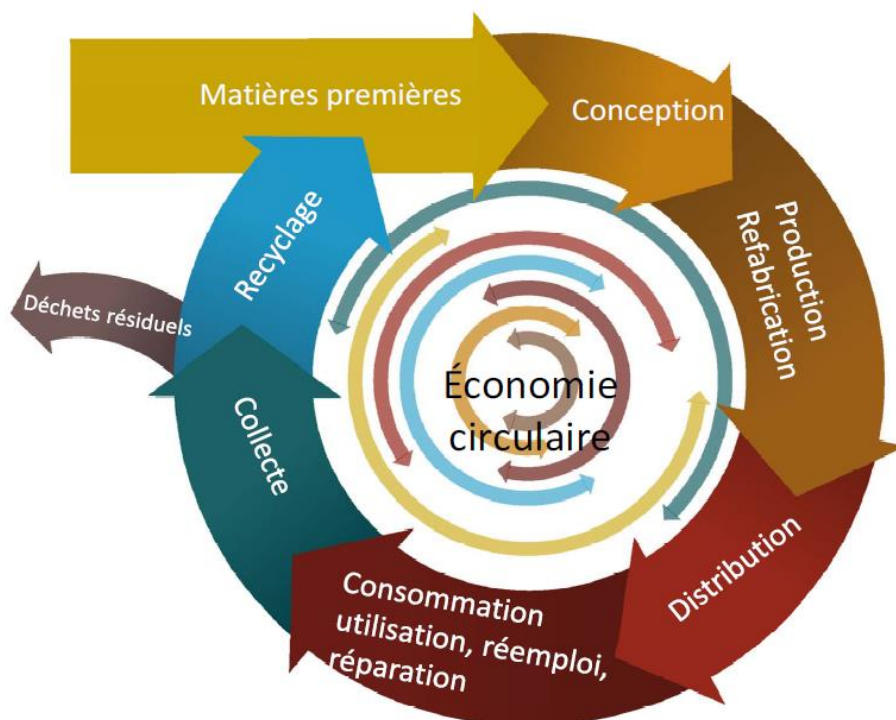 Matières premières
Conception
Production
Refabrication
Distribution
Consommation
utilisation, réemploi,
réparation
Collecte
Recyclage
Déchets résiduels
Économie
circulaire